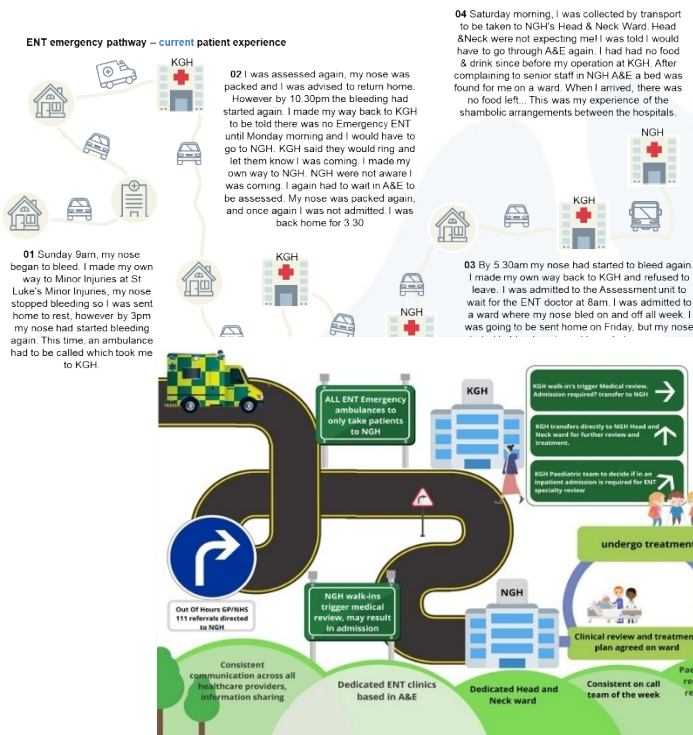 ENT emergency pathway – current patient experience
KGH
01 Sunday 9am, my nose
began to bleed. I made my own
way to Minor Injuries at St
Luke's Minor Injuries, my nose
stopped bleeding so I was sent
home to rest, however by 3pm
my nose had started bleeding
again. This time, an ambulance
had to be called which took me
to KGH.
02 I was assessed again, my nose was
packed and I was advised to return home.
However by 10.30pm the bleeding had
started again. I made my way back to KGH
to be told there was no Emergency ENT
until Monday morning and I would have to
go to NGH. KGH said they would ring and
let them know I was coming. I made my
own way to NGH. NGH were not aware I
was coming. I again had to wait in A&E to
be assessed. My nose was packed again,
and once again I was not admitted. I was
back home for 3.30
KGH
NGH
KGH
NGH
03 By 5.30am my nose had started to bleed again.
I made my own way back to KGH and refused to
leave. I was admitted to the Assessment unit to
wait for the ENT doctor at 8am. I was admitted to
a ward where my nose bled on and off all week. I
was going to be sent home on Friday, but my nose
04 Saturday morning, I was collected by transport
to be taken to NGH's Head & Neck Ward. Head
&Neck were not expecting me! I was told I would
have to go through A&E again. I had had no food
& drink since before my operation at KGH. After
complaining to senior staff in NGH A&E a bed was
found for me on a ward. When I arrived, there was
no food left... This was my experience of the
shambolic arrangements between the hospitals.
ALL ENT Emergency
ambulances to
only take patients
to NGH
KGH
KGH walk-in's trigger Medical review.
Admission required? transfer to NGH
KGH transfers directly to NGH Head and
Neck ward for further review and
treatment.
KGH Paediatric team to decide if in an
inpatient admission is required for ENT
specialty review
Out Of Hours GP/NHS
111 referrals directed
to NGH
NGH walk-ins
trigger medical
review, may result
in admission
NGH
undergo treatment
Clinical review and treatment
plan agreed on ward
Consistent
communication across all
healthcare providers,
information sharing
Dedicated ENT clinics
based in A&E
Dedicated Head and
Neck ward
Consistent on call
team of the week